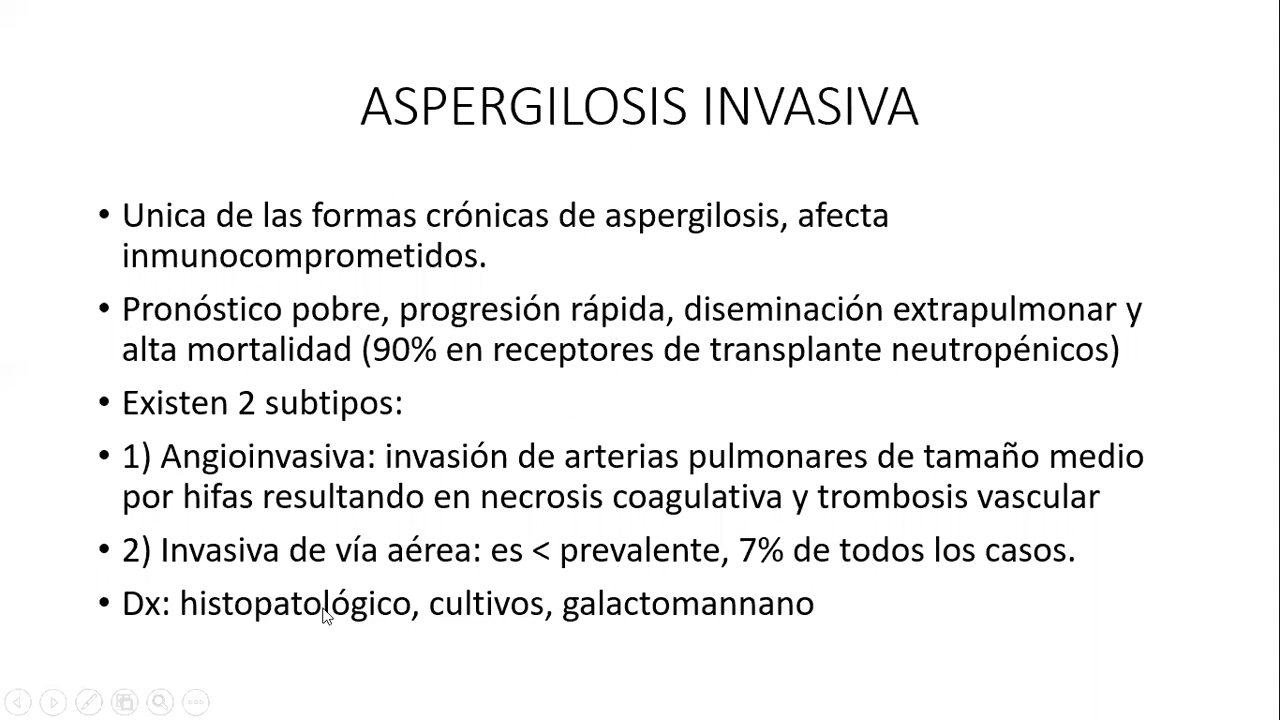 ASPERGILOSIS INVASIVA
• Unica de las formas crónicas de aspergilosis, afecta
inmunocomprometidos.
• Pronóstico pobre, progresión rápida, diseminación extrapulmonar y
alta mortalidad (90% en receptores de transplante neutropénicos)
• Existen 2 subtipos:
• 1) Angioinvasiva: invasión de arterias pulmonares de tamaño medio
por hifas resultando en necrosis coagulativa y trombosis vascular
• 2) Invasiva de vía aérea: es < prevalente, 7% de todos los casos.
• Dx: histopatológico, cultivos, galactomannano